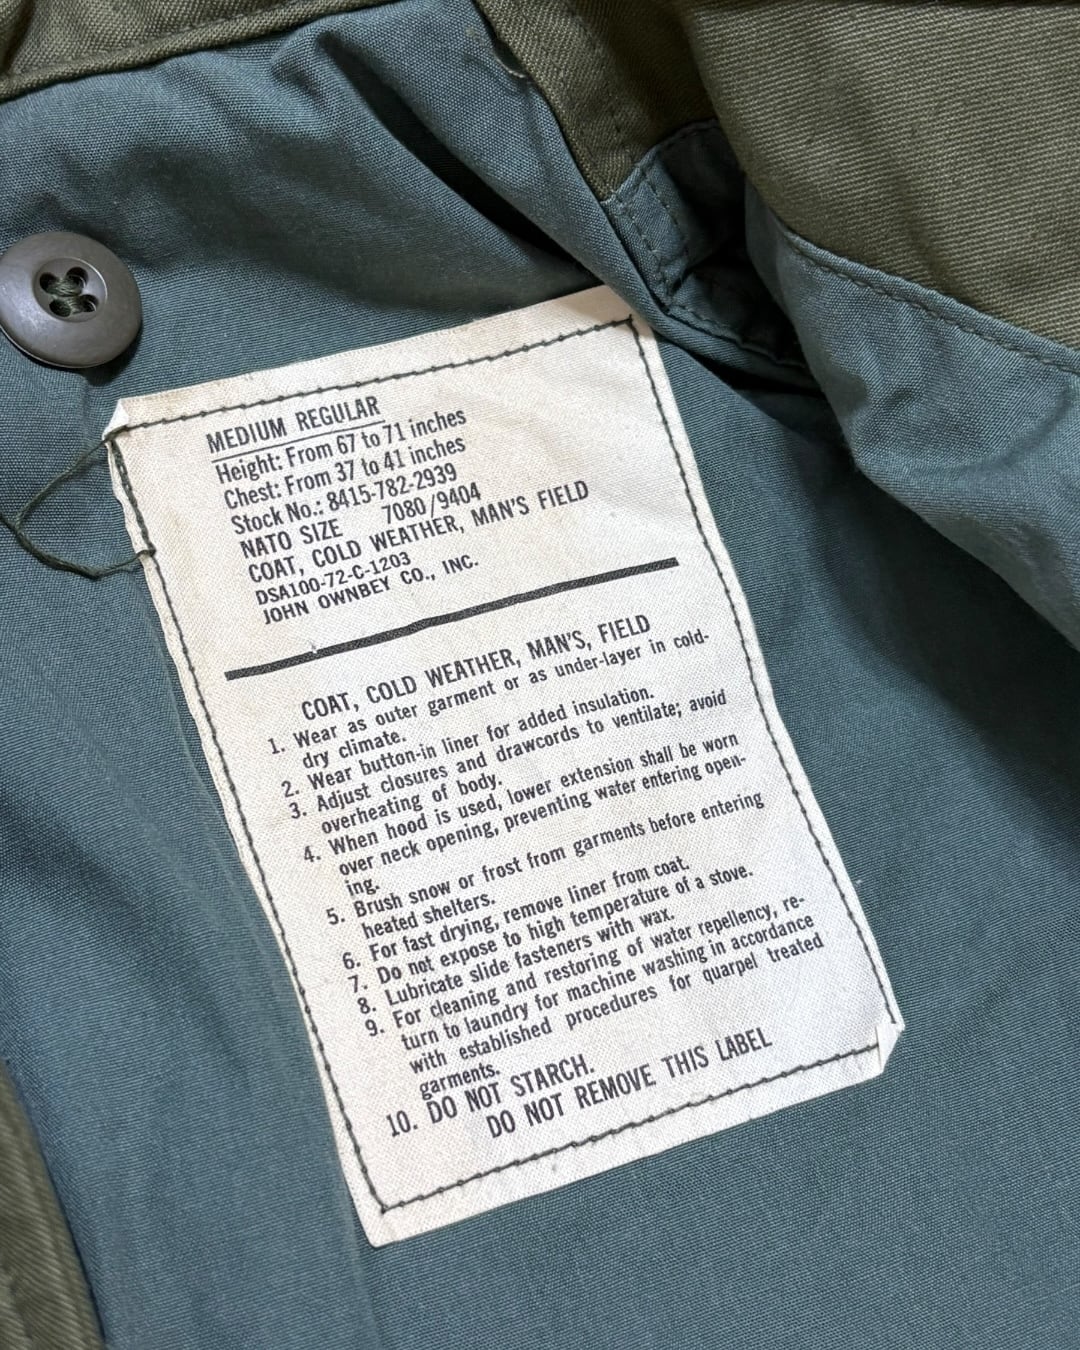 MEDIUM REGULAR
Height: From 67 to 71 inches
Chest: From 37 to 41 inches
Stock No.: 8415-782-2939
NATO SIZE 7080/9404
COAT, COLD WEATHER, MAN'S FIELD
DSA100-72-C-1203
JOHN OWNBEY CO., INC.
COAT, COLD WEATHER, MAN'S, FIELD
1. Wear as outer garment or as under-layer in cold-
dry climate.
2. Wear button-in liner for added insulation.
3. Adjust closures and drawcords to ventilate; avoid
overheating of body.
4. When hood is used, lower extension shall be worn
over neck opening, preventing water entering open-
ing.
5. Brush snow or frost from garments before entering
heated shelters.
6. For fast drying, remove liner from coat.
7. Do not expose to high temperature of a stove.
8. Lubricate slide fasteners with wax.
9. For cleaning and restoring of water repellency, re-
turn to laundry for machine washing in accordance
with established procedures for quarpel treated
garments.
10. DO NOT STARCH.
DO NOT REMOVE THIS LABEL